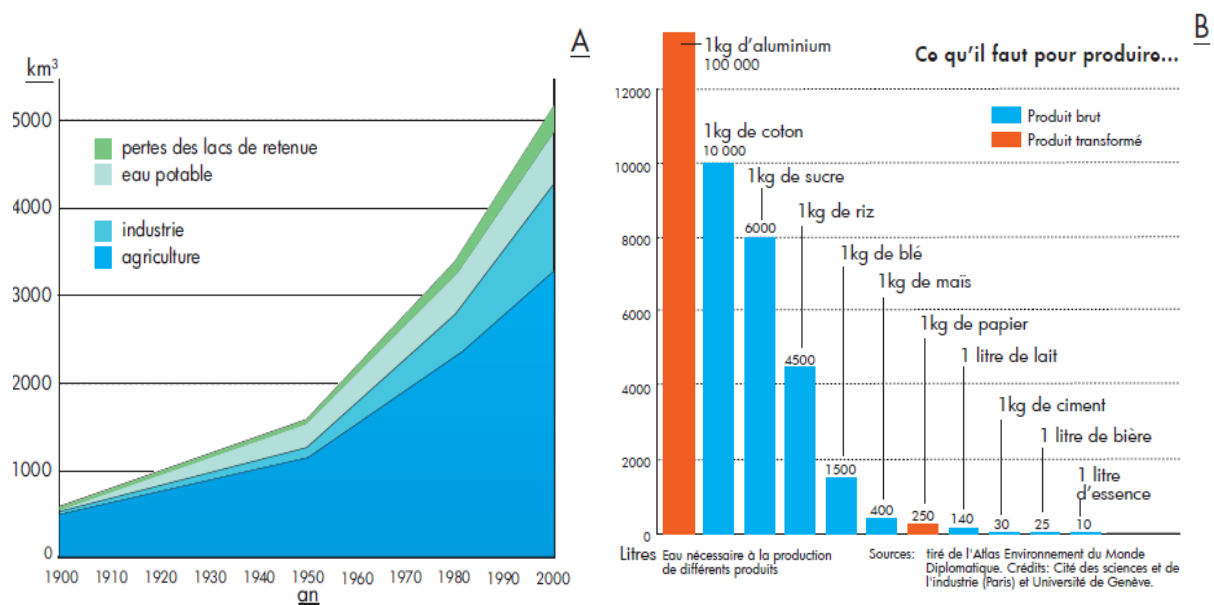 A
km³
5000
4000
3000
2000
1000
0
pertes des lacs de retenue
eau potable
industrie
agriculture
1900 1910 1920 1930 1940 1950 1960 1970 1980 1990 2000
an
B
Ce qu'il faut pour produire...
Produit brut
Produit transformé
12000
10000
8000
6000
4000
2000
0
1kg d'aluminium
100 000
1kg de coton
10 000
1kg de sucre
6000
1kg de riz
4500
1kg de blé
1500
1kg de maïs
400
1kg de papier
250
1 litre de lait
140
1kg de ciment
30
1 litre de bière
25
1 litre
d'essence
10
Litres Eau nécessaire à la production
de différents produits
Sources: tiré de l'Atlas Environnement du Monde
Diplomatique. Crédits: Cité des sciences et de
l'industrie (Paris) et Université de Genève.